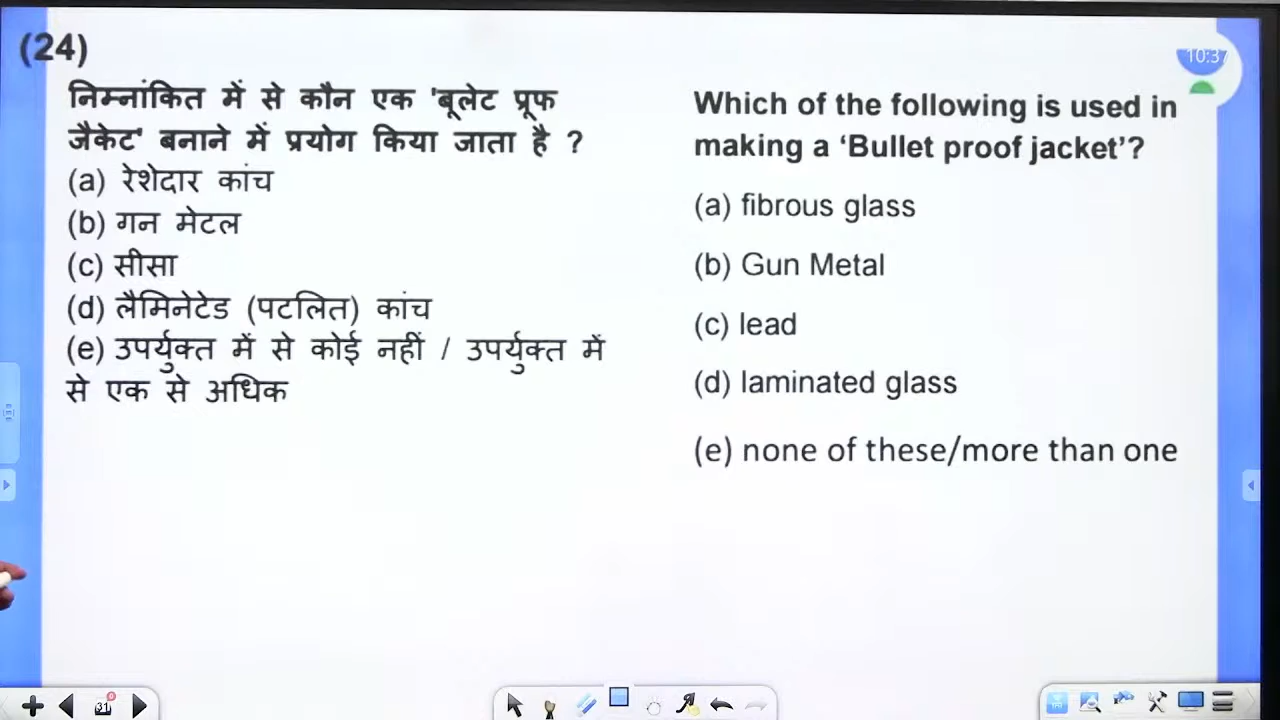 (24)
निम्नांकित में से कौन एक 'बूलेट प्रूफ
जैकेट' बनाने में प्रयोग किया जाता है ?
(a) रेशेदार कांच
(b) गन मेटल
(c) सीसा
(d) लैमिनेटेड (पटलित) कांच
(e) उपर्युक्त में से कोई नहीं / उपर्युक्त में
से एक से अधिक
10:37
Which of the following is used in
making a ‘Bullet proof jacket’?
(a) fibrous glass
(b) Gun Metal
(c) lead
(d) laminated glass
(e) none of these/more than one
31